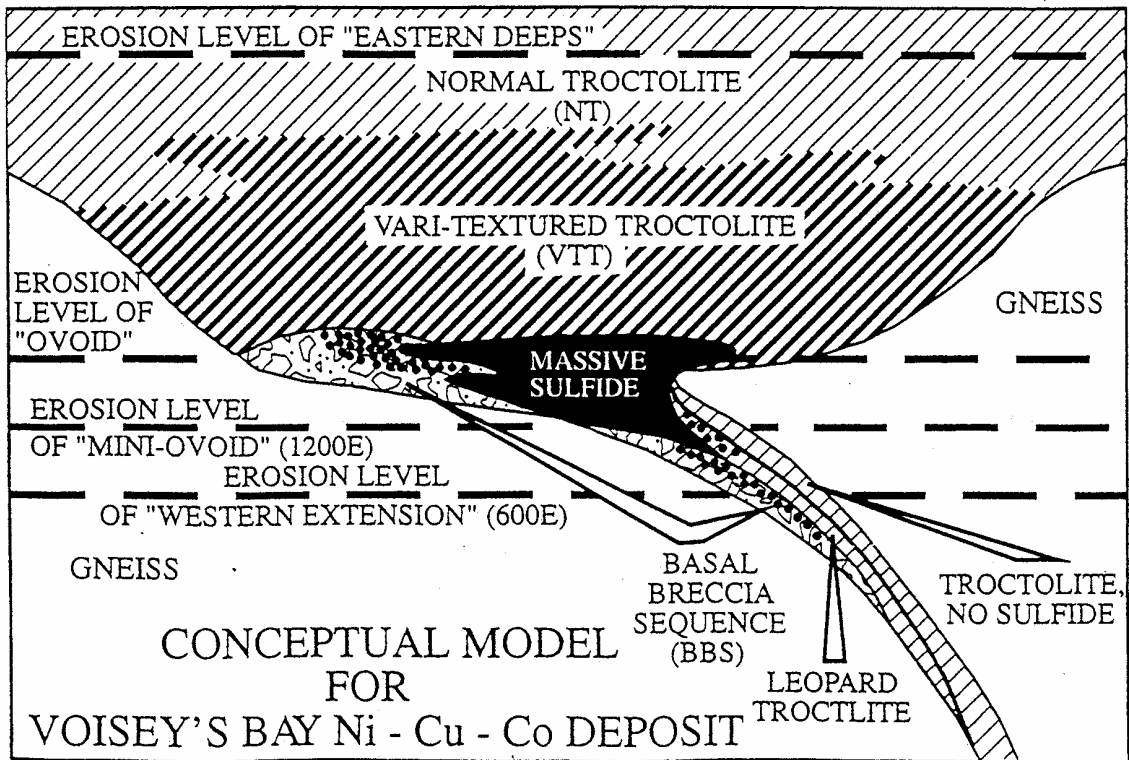 EROSION LEVEL OF "EASTERN DEEPS"
NORMAL TROCTOLITE
(NT)
VARI-TEXTURED TROCTOLITE
(VTT)
EROSION
LEVEL OF
"OVOID"
GNEISS
MASSIVE
SULFIDE
EROSION LEVEL
OF "MINI-OVOID" (1200E)
EROSION LEVEL
OF "WESTERN EXTENSION" (600E)
GNEISS
BASAL
BRECCIA
SEQUENCE
(BBS)
TROCTOLITE,
NO SULFIDE
LEOPARD
TROCTLITE
CONCEPTUAL MODEL
FOR
VOISEY'S BAY Ni - Cu - Co DEPOSIT